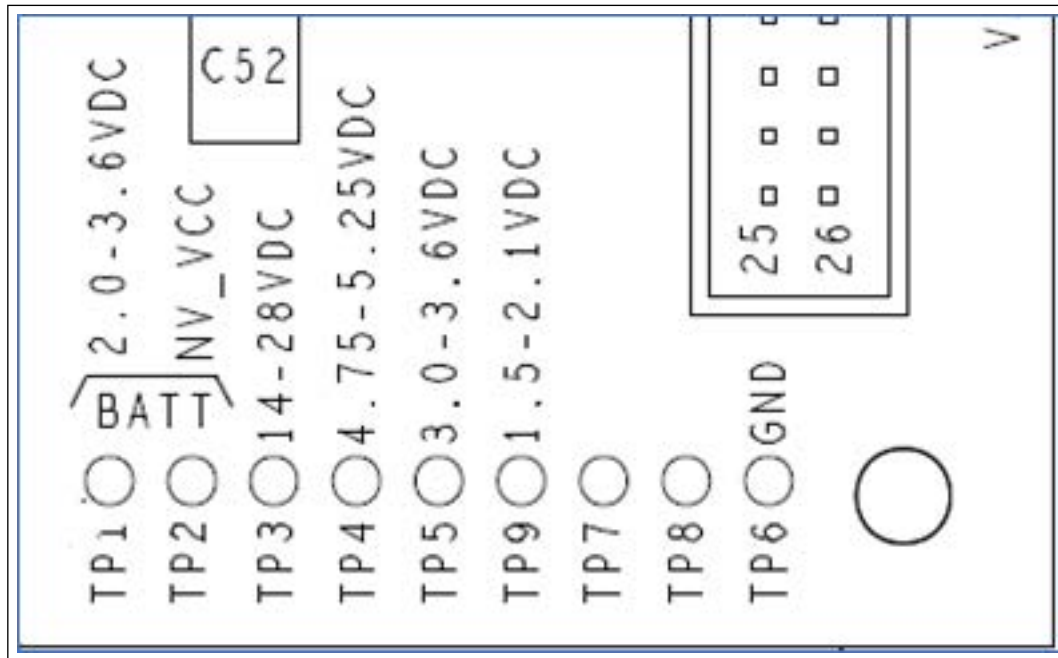 C52
2.0-3.6VDC
NV_VCC
BATT
14-28VDC
4.75-5.25VDC
3.0-3.6VDC
1.5-2.1VDC
GND
25
26
V
TP1
TP2
TP3
TP4
TP5
TP9
TP7
TP8
TP6